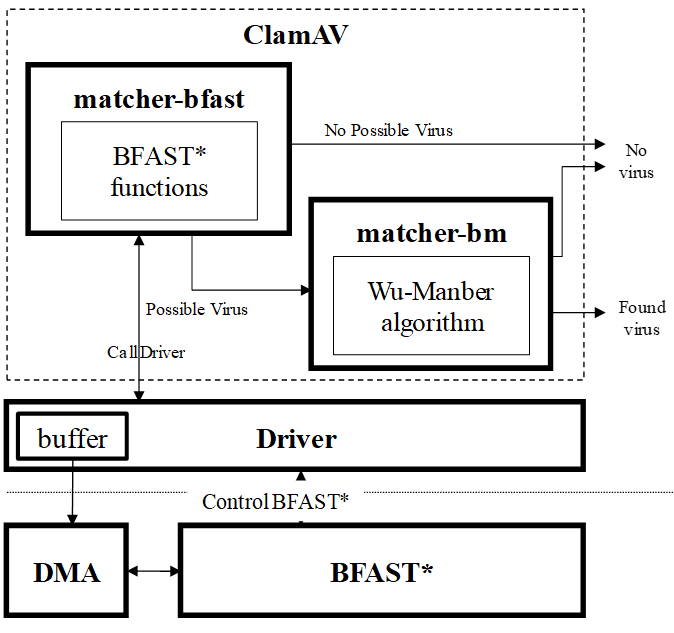 ClamAV
matcher-bfast
BFAST*
functions
No Possible Virus
No
virus
matcher-bm
Wu-Manber
algorithm
Possible Virus
Found
virus
Call Driver
buffer
Driver
Control BFAST*
DMA
BFAST*